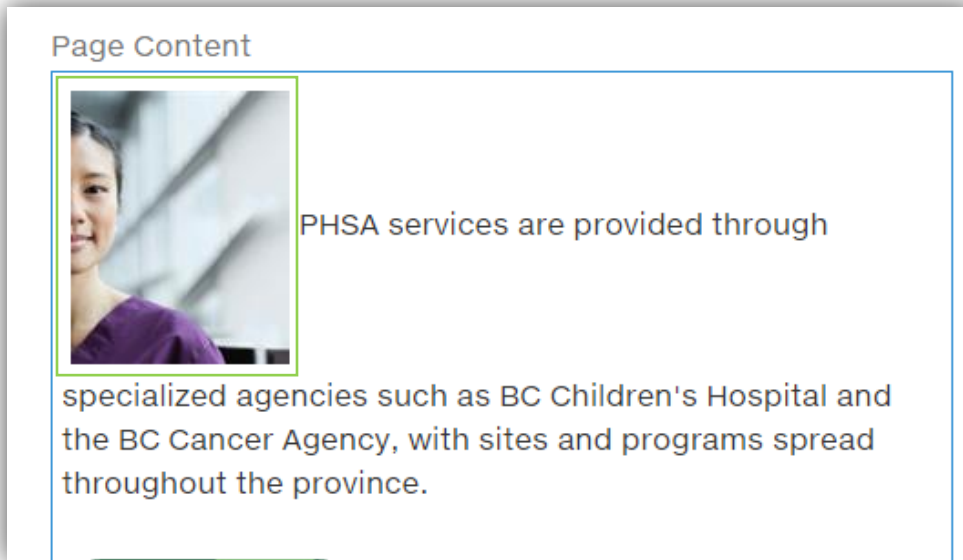 Page Content
PHSA services are provided through
specialized agencies such as BC Children's Hospital and
the BC Cancer Agency, with sites and programs spread
throughout the province.